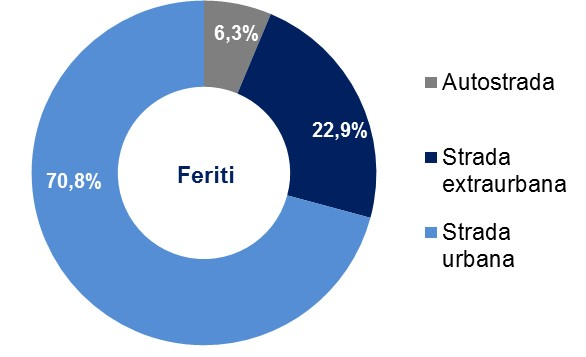 6,3%
22,9%
70,8%
Feriti
Autostrada
Strada
extraurbana
Strada
urbana